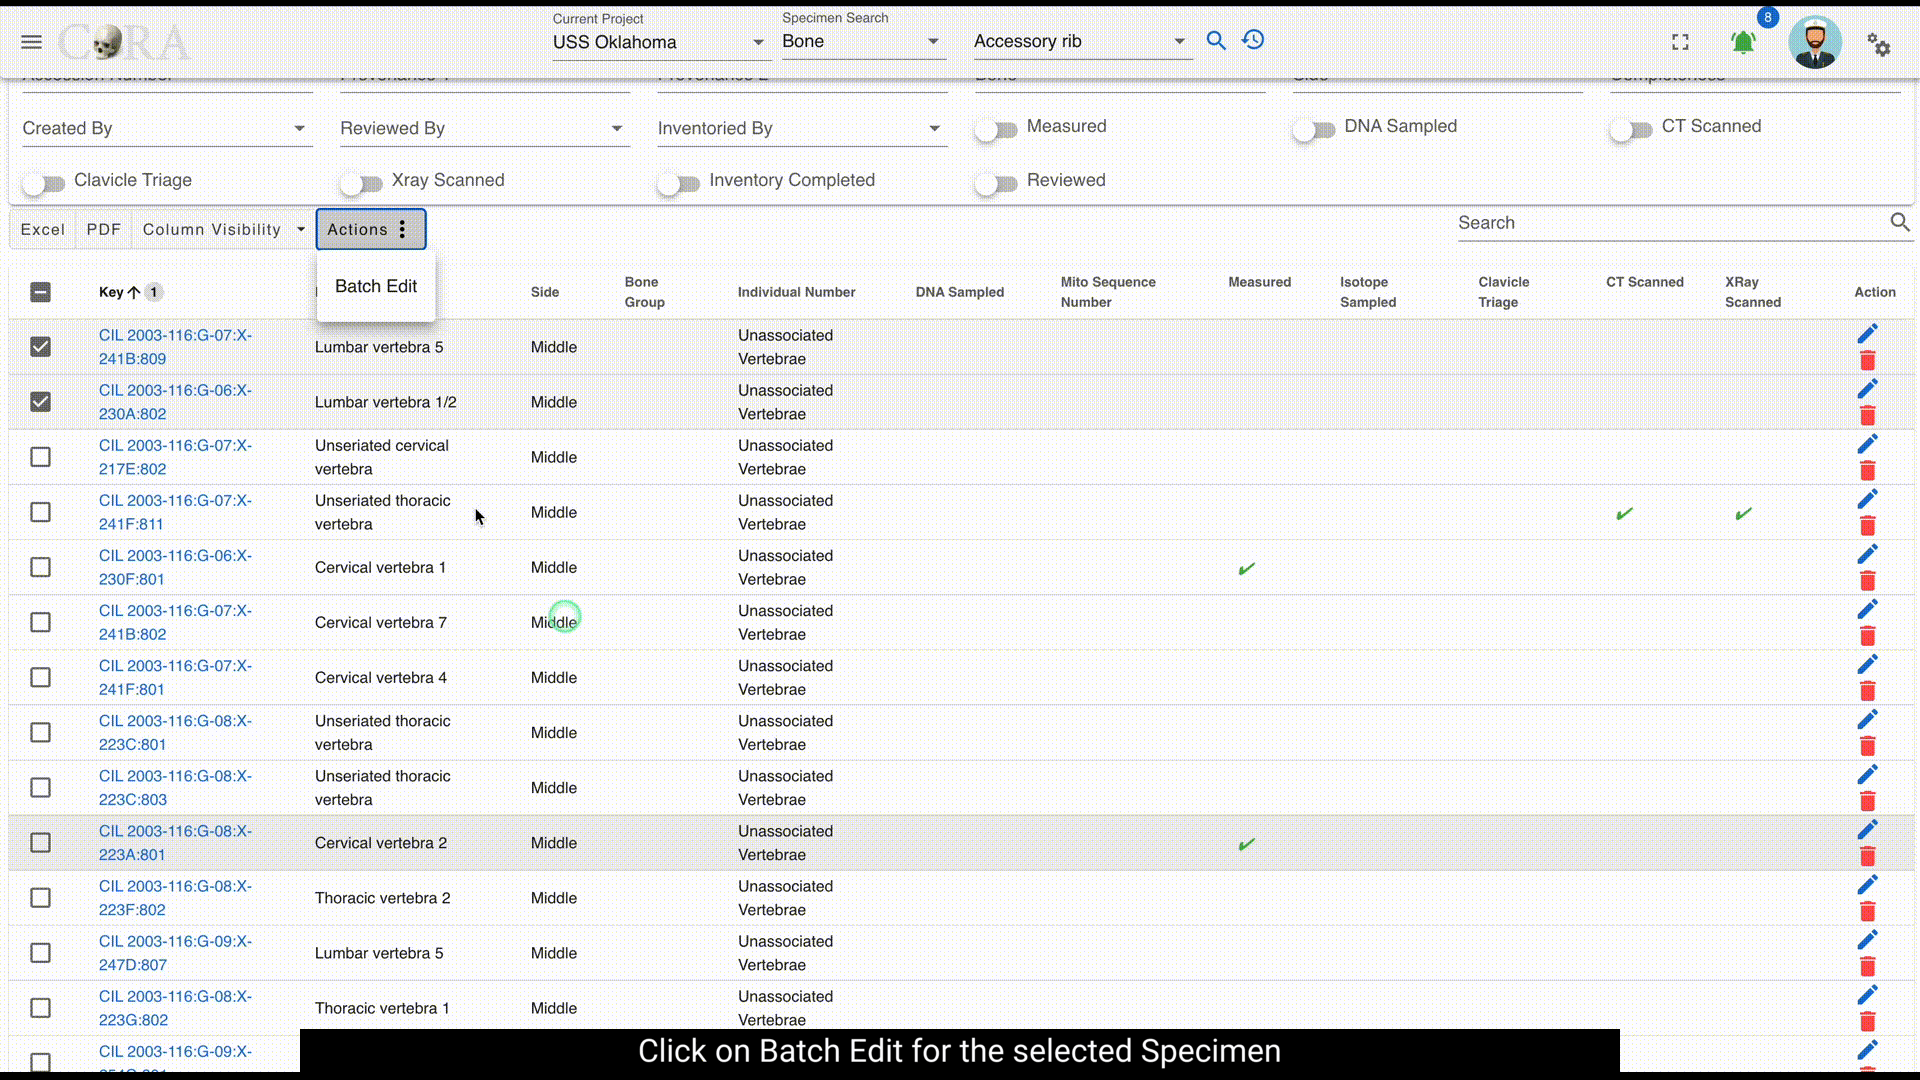 CORA
Current Project
USS Oklahoma
Specimen Search
Bone
Accessory rib
8
Created By
Reviewed By
Inventoried By
Measured
DNA Sampled
CT Scanned
Clavicle Triage
Xray Scanned
Inventory Completed
Reviewed
Excel
PDF
Column Visibility
Actions
Search
Batch Edit
Key
1
Side
Bone
Group
Individual Number
DNA Sampled
Mito Sequence
Number
Measured
Isotope
Sampled
Clavicle
Triage
CT Scanned
XRay
Scanned
Action
CIL 2003-116:G-07:X-
241B:809
Lumbar vertebra 5
Middle
Unassociated
Vertebrae
CIL 2003-116:G-06:X-
230A:802
Lumbar vertebra 1/2
Middle
Unassociated
Vertebrae
CIL 2003-116:G-07:X-
217E:802
Unseriated cervical
vertebra
Middle
Unassociated
Vertebrae
CIL 2003-116:G-07:X-
241F:811
Unseriated thoracic
vertebra
Middle
Unassociated
Vertebrae
CIL 2003-116:G-06:X-
230F:801
Cervical vertebra 1
Middle
Unassociated
Vertebrae
CIL 2003-116:G-07:X-
241B:802
Cervical vertebra 7
Middle
Unassociated
Vertebrae
CIL 2003-116:G-07:X-
241F:801
Cervical vertebra 4
Middle
Unassociated
Vertebrae
CIL 2003-116:G-08:X-
223C:801
Unseriated thoracic
vertebra
Middle
Unassociated
Vertebrae
CIL 2003-116:G-08:X-
223C:803
Unseriated thoracic
vertebra
Middle
Unassociated
Vertebrae
CIL 2003-116:G-08:X-
223A:801
Cervical vertebra 2
Middle
Unassociated
Vertebrae
CIL 2003-116:G-08:X-
223F:802
Thoracic vertebra 2
Middle
Unassociated
Vertebrae
CIL 2003-116:G-09:X-
247D:807
Lumbar vertebra 5
Middle
Unassociated
Vertebrae
CIL 2003-116:G-08:X-
223G:802
Thoracic vertebra 1
Middle
Unassociated
Vertebrae
CIL 2003-116:G-09:X-
Click on Batch Edit for the selected Specimen